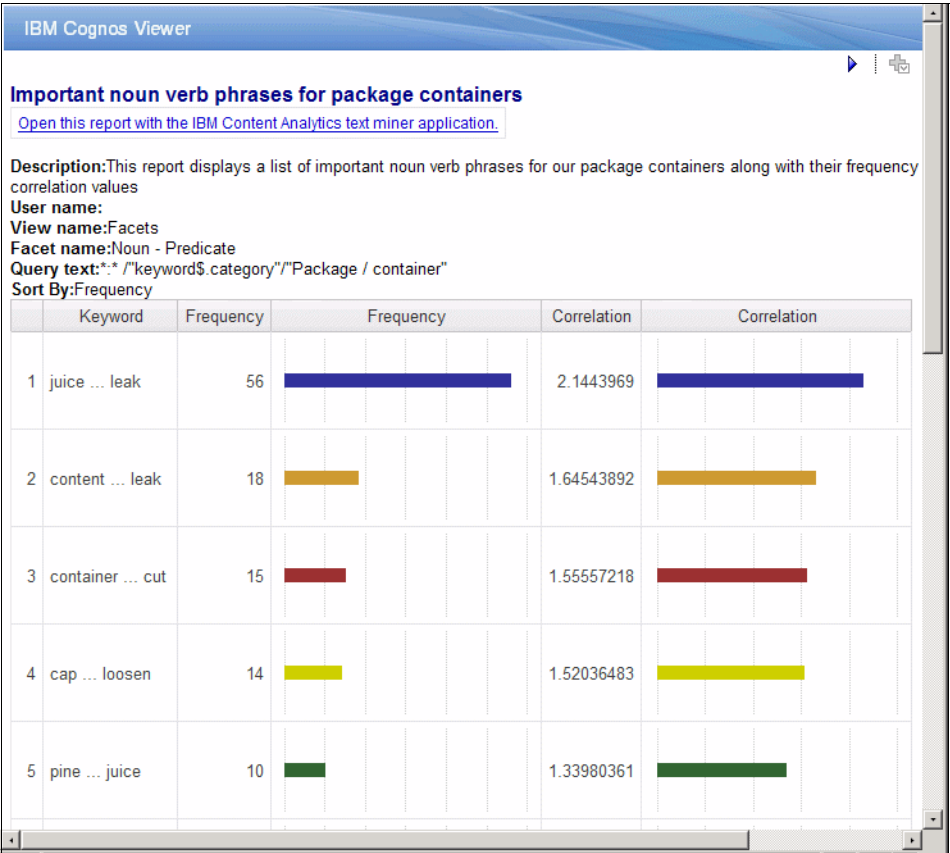 IBM Cognos Viewer
Important noun verb phrases for package containers
Open this report with the IBM Content Analytics text miner application.
Description:This report displays a list of important noun verb phrases for our package containers along with their frequency
correlation values
User name:
View name:Facets
Facet name:Noun - Predicate
Query text:*:* /"keyword$.category"/"Package / container"
Sort By:Frequency
Keyword Frequency Frequency Correlation Correlation
1 juice ... leak 56 2.1443969
2 content ... leak 18 1.64543892
3 container ... cut 15 1.55557218
4 cap ... loosen 14 1.52036483
5 pine ... juice 10 1.33980361